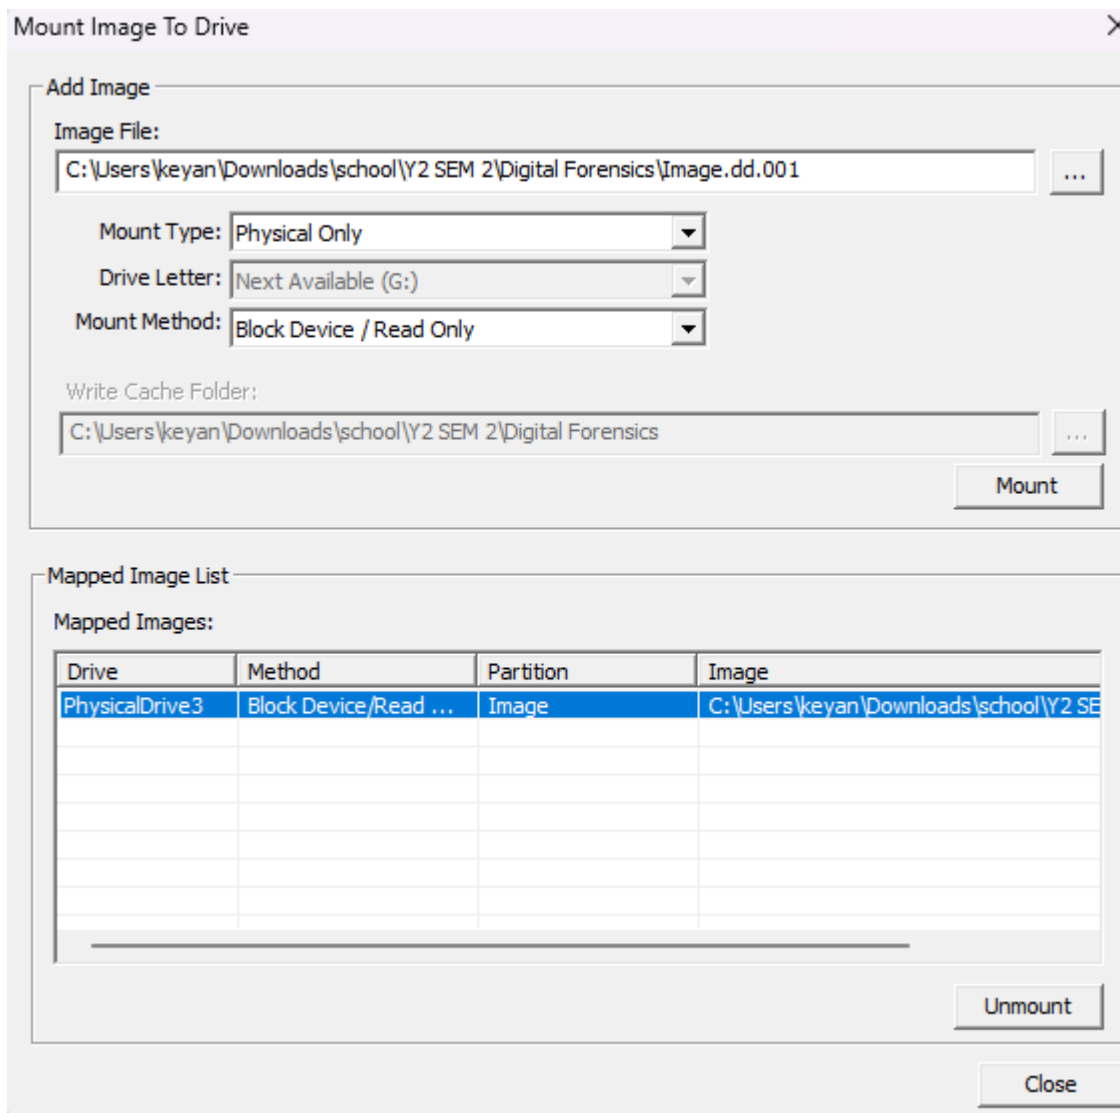 Mount Image To Drive
Add Image
Image File:
C:\Users\keyan\Downloads\school\Y2 SEM 2\Digital Forensics\Image.dd.001
...
Mount Type: Physical Only
Drive Letter: Next Available (G:)
Mount Method: Block Device / Read Only
Write Cache Folder:
C:\Users\keyan\Downloads\school\Y2 SEM 2\Digital Forensics
...
Mount
Mapped Image List
Mapped Images:
Drive Method Partition Image
PhysicalDrive3 Block Device/Read ... Image C:\Users\keyan\Downloads\school\Y2 SE
Unmount
Close